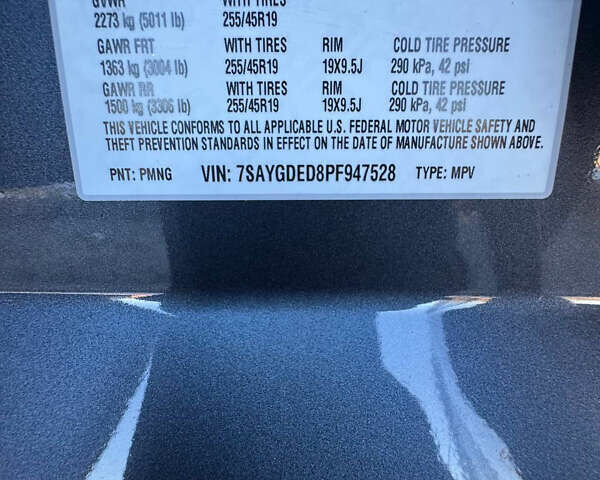 GVWR WITH TIRES
2273 kg (5011 lb) 255/45R19
GAWR FRT WITH TIRES RIM COLD TIRE PRESSURE
1363 kg (3004 lb) 255/45R19 19X9.5J 290 kPa, 42 psi
GAWR RR WITH TIRES RIM COLD TIRE PRESSURE
1500 kg (3306 lb) 255/45R19 19X9.5J 290 kPa, 42 psi
THIS VEHICLE CONFORMS TO ALL APPLICABLE U.S. FEDERAL MOTOR VEHICLE SAFETY AND
THEFT PREVENTION STANDARDS IN EFFECT ON THE DATE OF MANUFACTURE SHOWN ABOVE.
PNT: PMNG VIN: 7SAYGDED8PF947528 TYPE: MPV